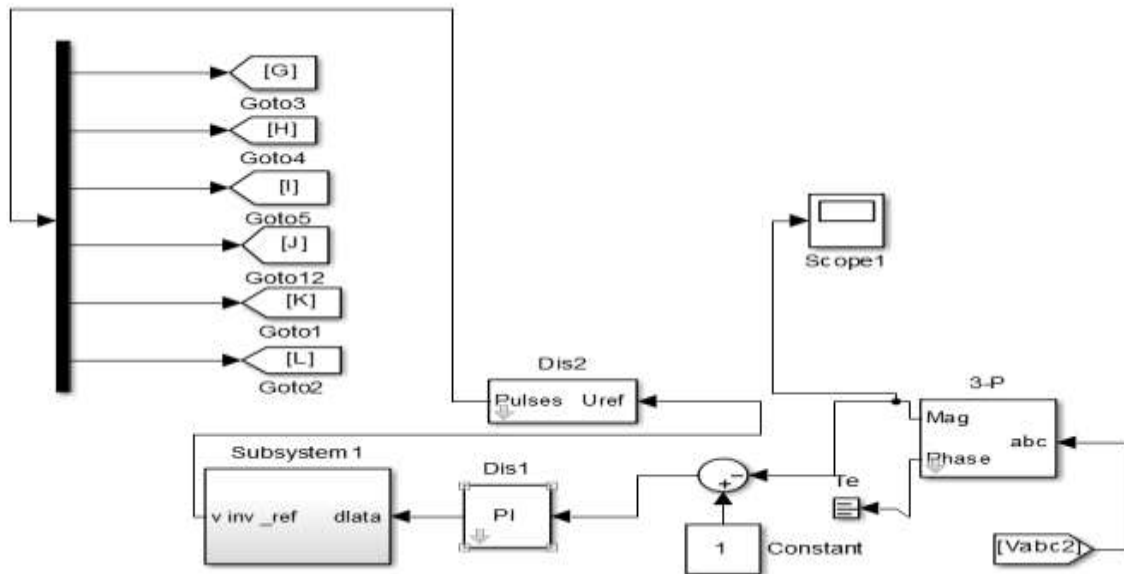 [G]
Goto3
[H]
Goto4
[I]
Goto5
[J]
Goto12
[K]
Goto1
[L]
Goto2
Scope1
Dis2
Pulses Uref
3-P
Mag
abc
Phase
Te
Subsystem 1
v inv _ref dlata
Dis1
PI
+ −
1
Constant
[Vabc2]